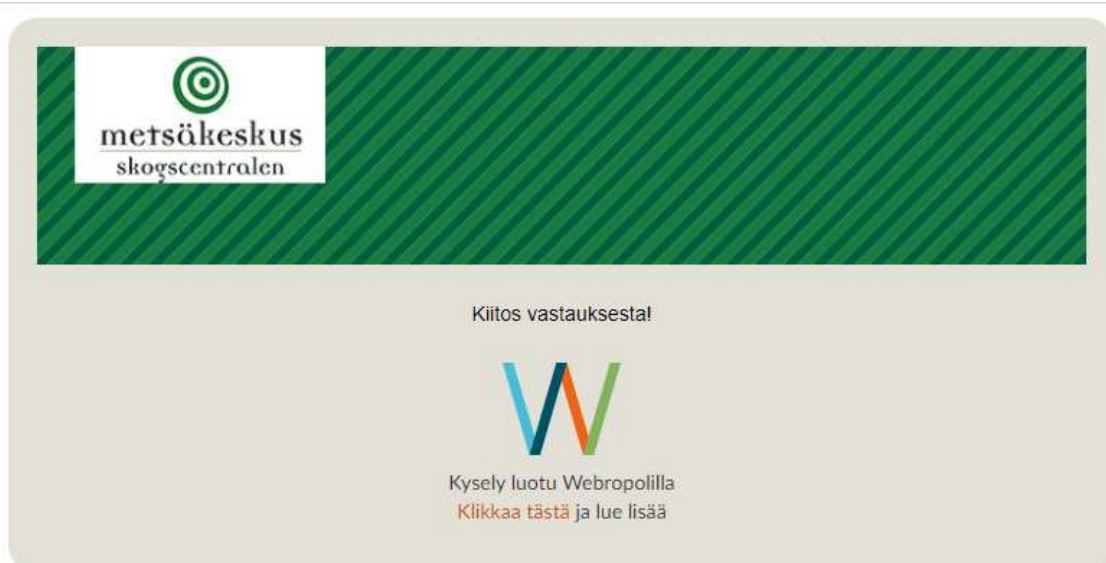 metsäkeskus
skogscentralen
Kiitos vastauksesta!
Kysely luotu Webropolilla
Klikkaa tästä ja lue lisää